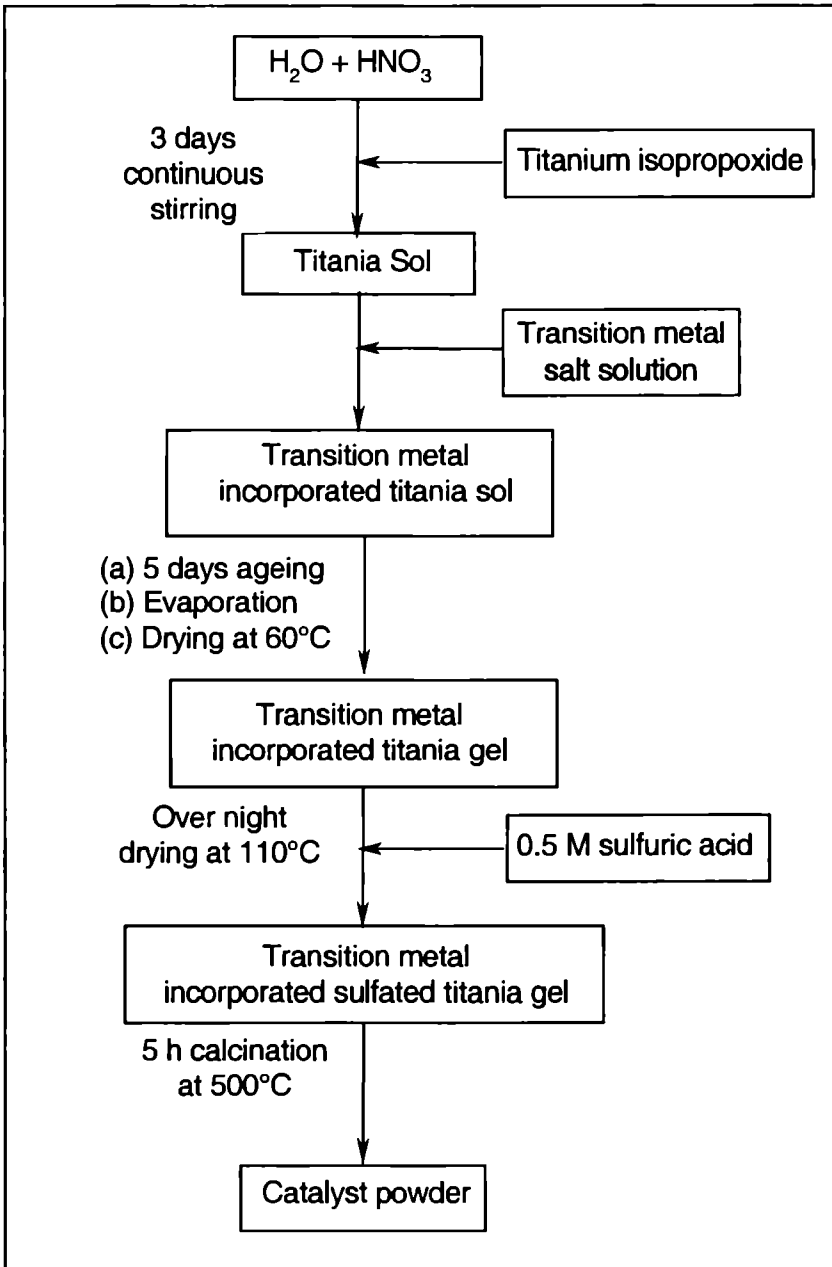 H₂O + HNO₃
3 days
continuous
stirring
Titanium isopropoxide
Titania Sol
Transition metal
salt solution
Transition metal
incorporated titania sol
(a) 5 days ageing
(b) Evaporation
(c) Drying at 60°C
Transition metal
incorporated titania gel
Over night
drying at 110°C
0.5 M sulfuric acid
Transition metal
incorporated sulfated titania gel
5 h calcination
at 500°C
Catalyst powder